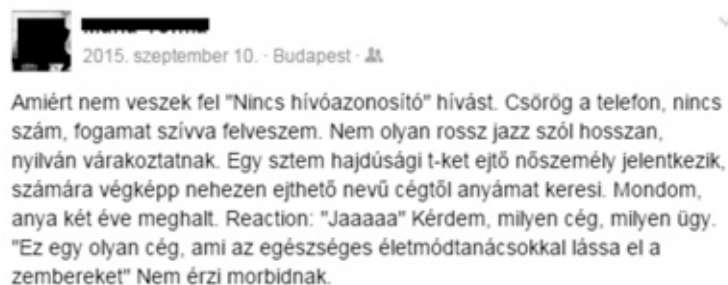 2015. szeptember 10. · Budapest ·
Amiért nem veszek fel "Nincs hívóazonosító" hívást. Csörög a telefon, nincs
szám, fogamat szívva felveszem. Nem olyan rossz jazz szól hosszan,
nyilván várakoztatnak. Egy sztem hajdúsági t-ket ejtő nőszemély jelentkezik,
számára végképp nehezen ejthető nevű cégtől anyámat keresi. Mondom,
anya két éve meghalt. Reaction: "Jaaaaa" Kérdem, milyen cég, milyen ügy.
"Ez egy olyan cég, ami az egészséges életmódtanácsokkal lássa el a
zembereket" Nem érzi morbidnak.